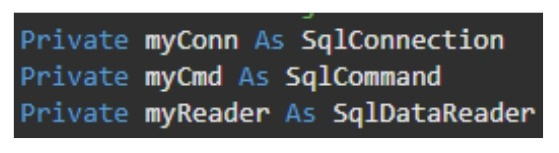 Private myConn As SqlConnection
Private myCmd As SqlCommand
Private myReader As SqlDataReader